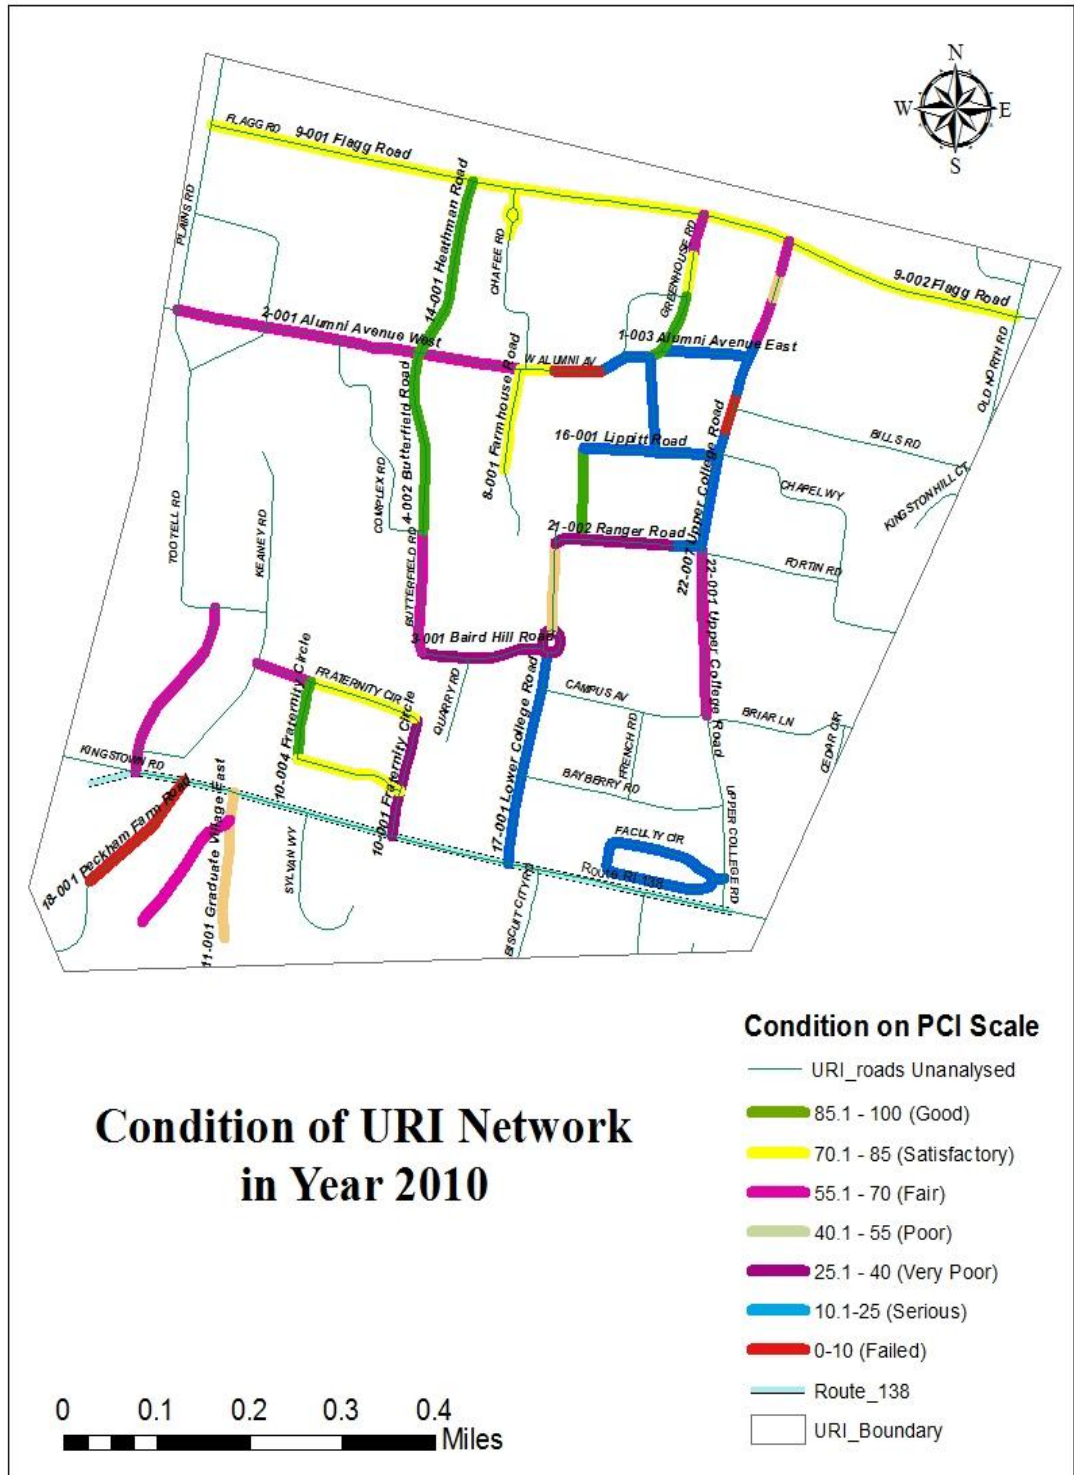 N
W E
S
FLAGG RD
9-001 Flagg Road
14-001 Heathman Road
PLAINS RD
CHAFEE RD
GREENHOUSE RD
9-002 Flagg Road
2-001 Alumni Avenue West
1-003 Alumni Avenue East
W ALUMNI AV
OLD NORTH RD
4-002 Butterfield Road
8-001 Farmhouse Road
16-001 Lippitt Road
BILLS RD
KINGSTON HILL CT
CHAPEL WY
COMPLEX RD
TOOTELL RD
KEANEY RD
21-002 Ranger Road
22-007 Upper College Road
FORTIN RD
BUTTERFIELD RD
22-001 Upper College Road
3-001 Baird Hill Road
FRATERNITY CIR
10-004 Fraternity Circle
QUARRY RD
CAMPUS AV
BRIAR LN
FRENCH RD
CEDAR CIR
10-001 Fraternity Circle
17-001 Lower College Road
KINGSTOWN RD
BAYBERRY RD
UPPER COLLEGE RD
18-001 Peckham Farm Road
11-001 Graduate Village East
SYLVAN WY
FACULTY CIR
Route RI 138
BISCUIT CITY RD
Condition on PCI Scale
URI_roads Unanalysed
85.1 - 100 (Good)
70.1 - 85 (Satisfactory)
55.1 - 70 (Fair)
40.1 - 55 (Poor)
25.1 - 40 (Very Poor)
10.1-25 (Serious)
0-10 (Failed)
Route_138
URI_Boundary
Condition of URI Network
in Year 2010
0 0.1 0.2 0.3 0.4
Miles